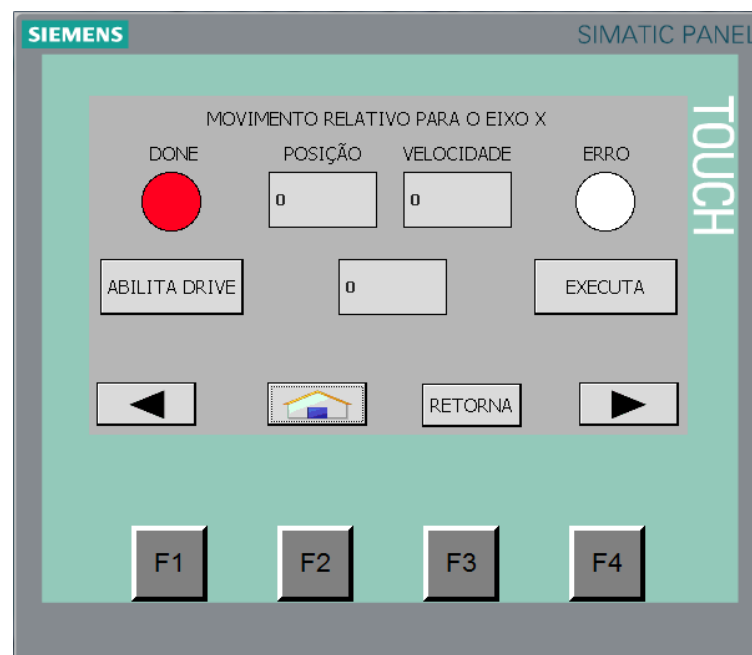 SIEMENS
SIMATIC PANEL
TOUCH
MOVIMENTO RELATIVO PARA O EIXO X
DONE POSIÇÃO VELOCIDADE ERRO
0 0
ABILITA DRIVE 0 EXECUTA
RETORNA
F1 F2 F3 F4